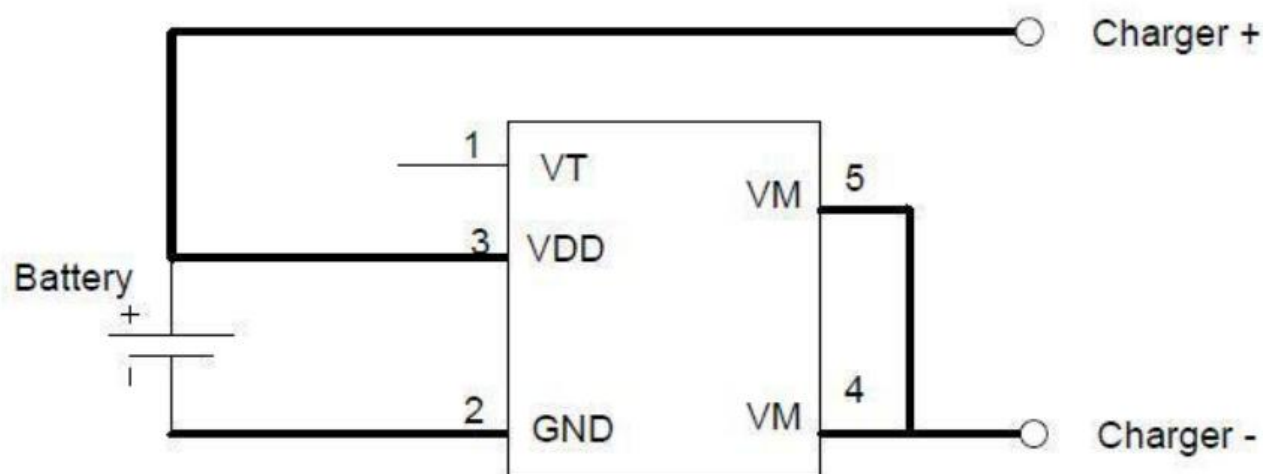 Charger +
1
VT
VM
5
3
VDD
Battery
+
-
2
GND
VM
4
Charger -